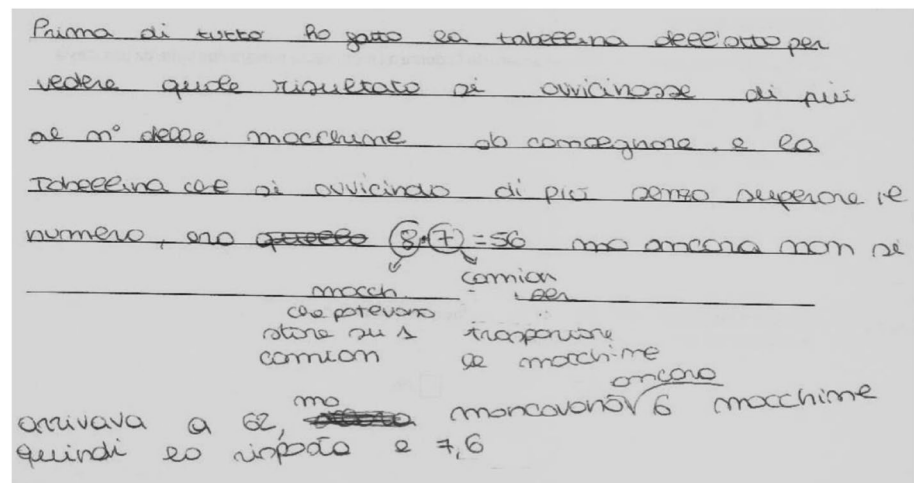 Prima di tutto ho fatto la tabellina dell'otto per
vedere quale risultato si avvicinasse di più
al n° delle macchine da consegnare. e la
Tabellina che si avvicinava di più senza superare il
numero, era quello 8•7=56 ma ancora non si
macch. che potevano stare su 1 camion
camion per trasportare le macchine
arrivava a 62, ma mancavano ancora 6 macchine
quindi la risposta è 7,6